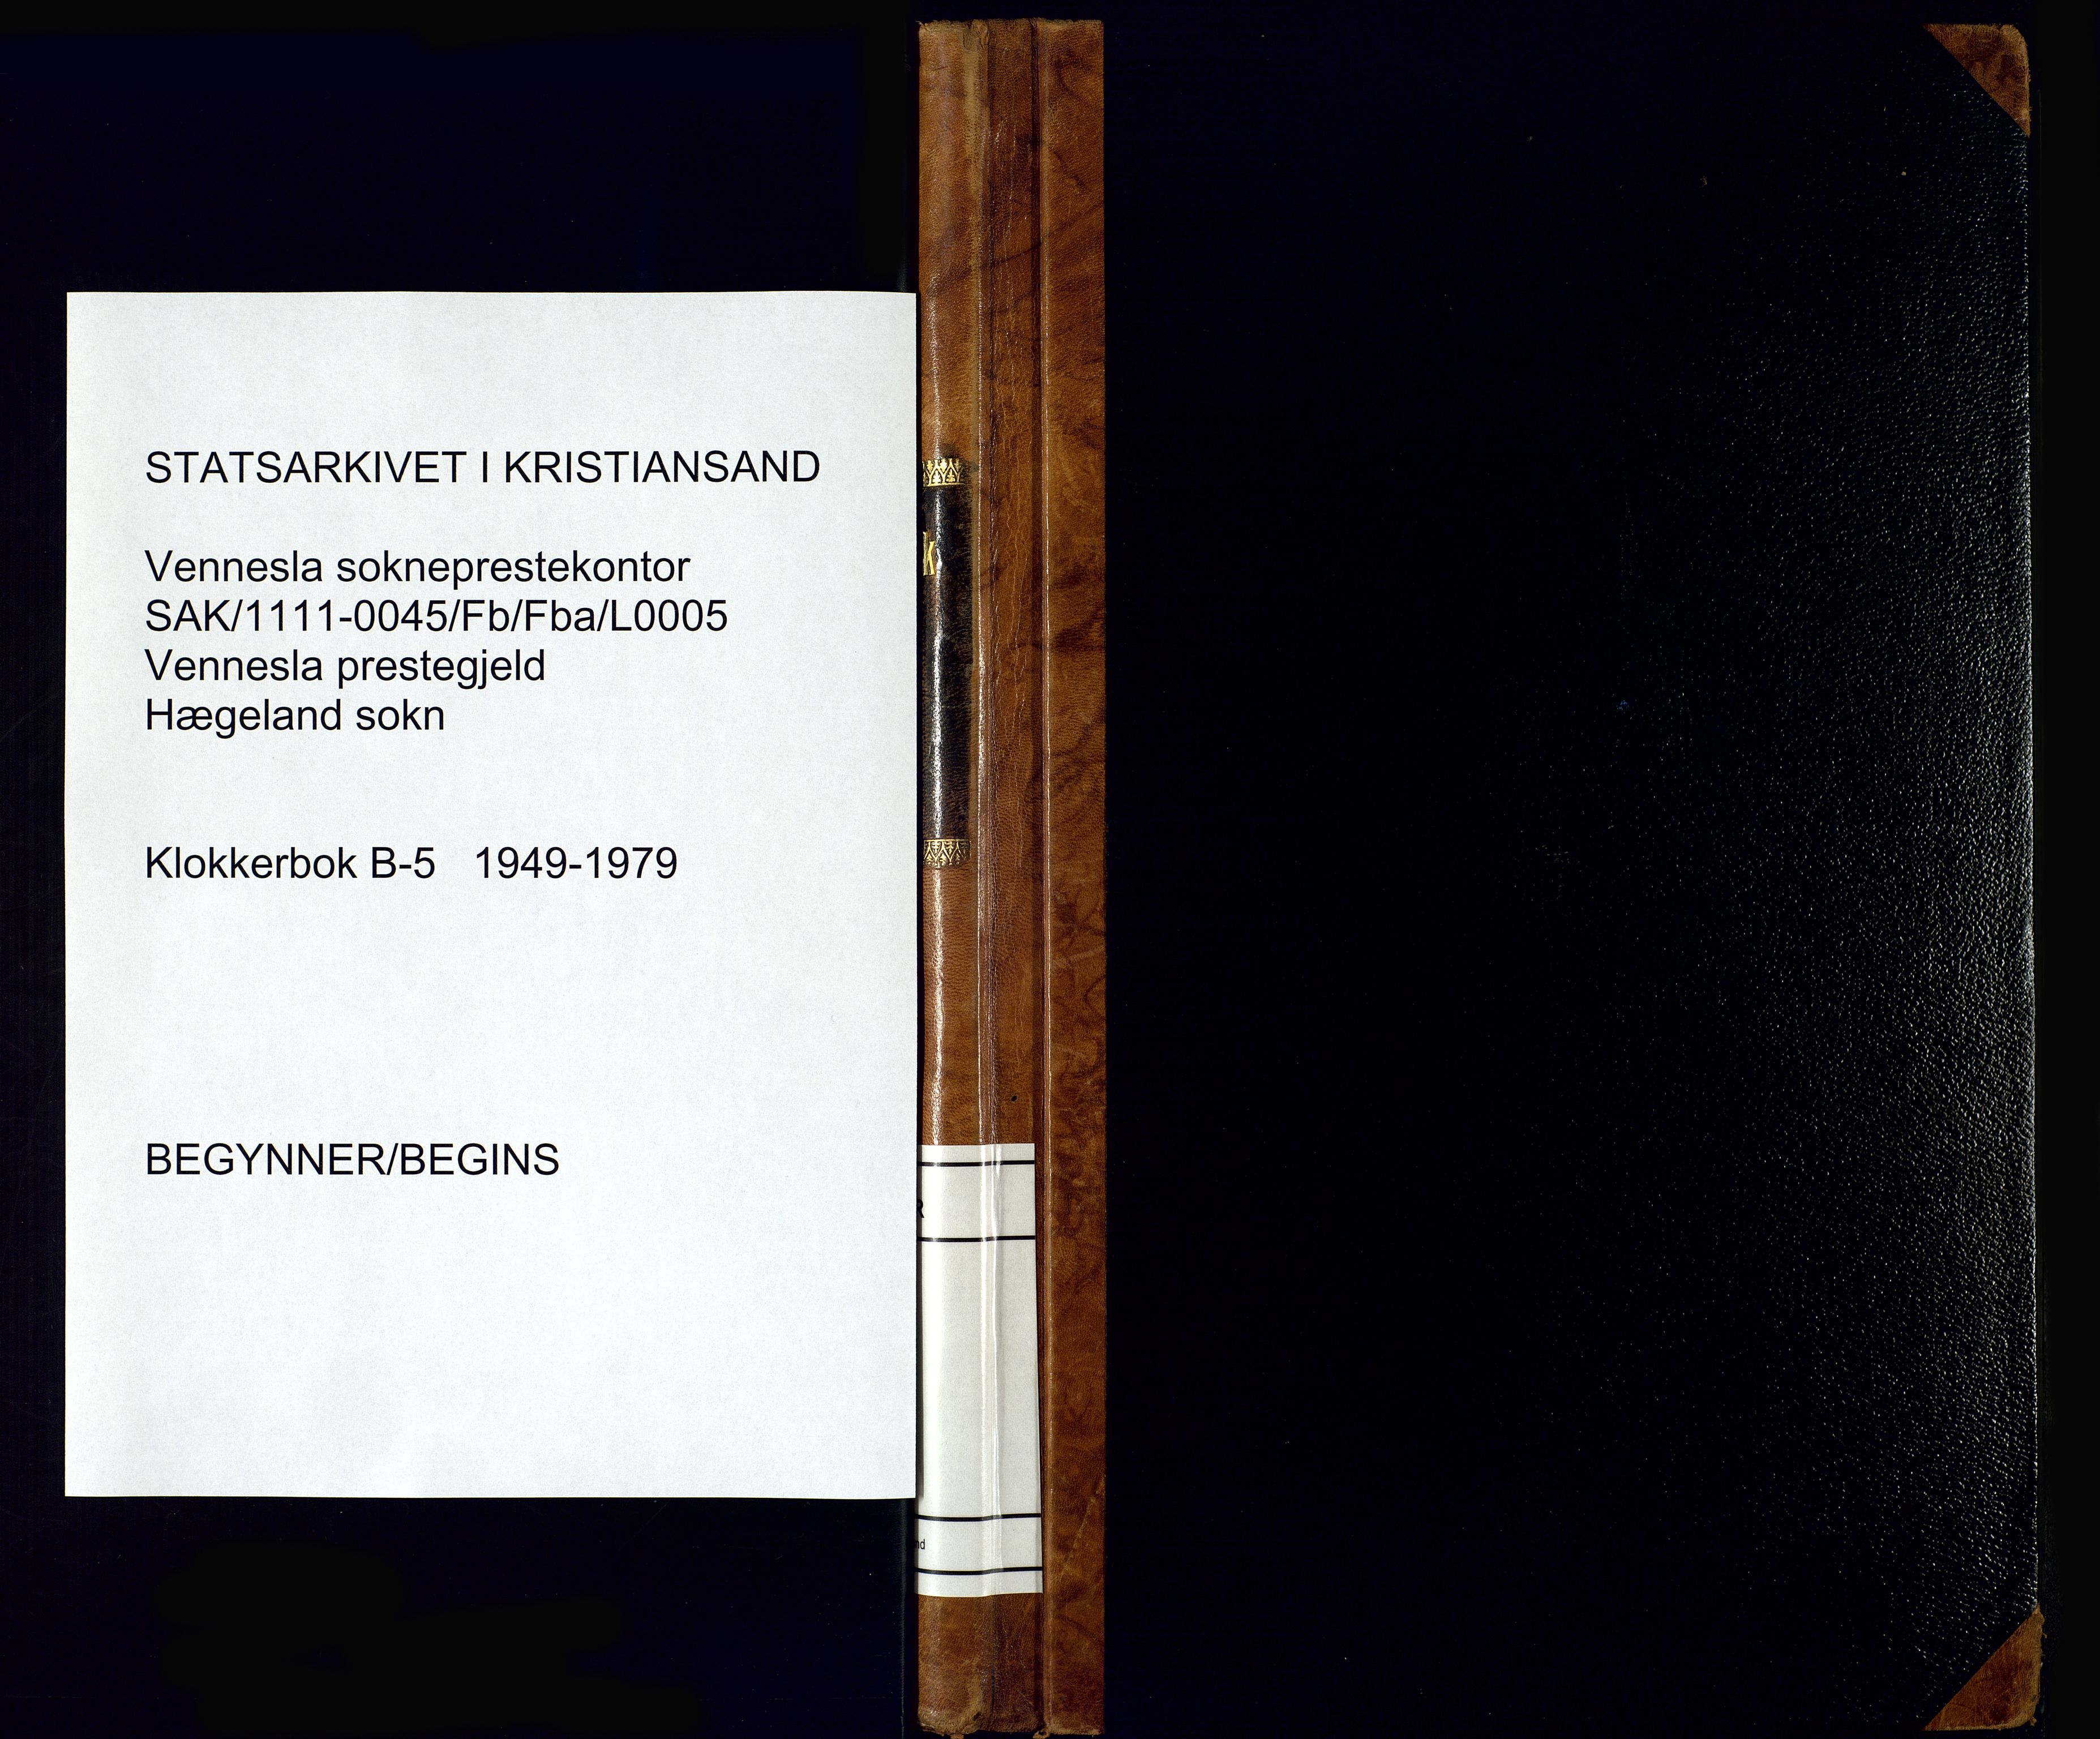 STATSARKIVET I KRISTIANSAND
Vennesla sokneprestekontor
SAK/1111-0045/Fb/Fba/L0005
Vennesla prestegjeld
Hægeland sokn
Klokkerbok B-5 1949-1979
BEGYNNER/BEGINS
k
R
nd